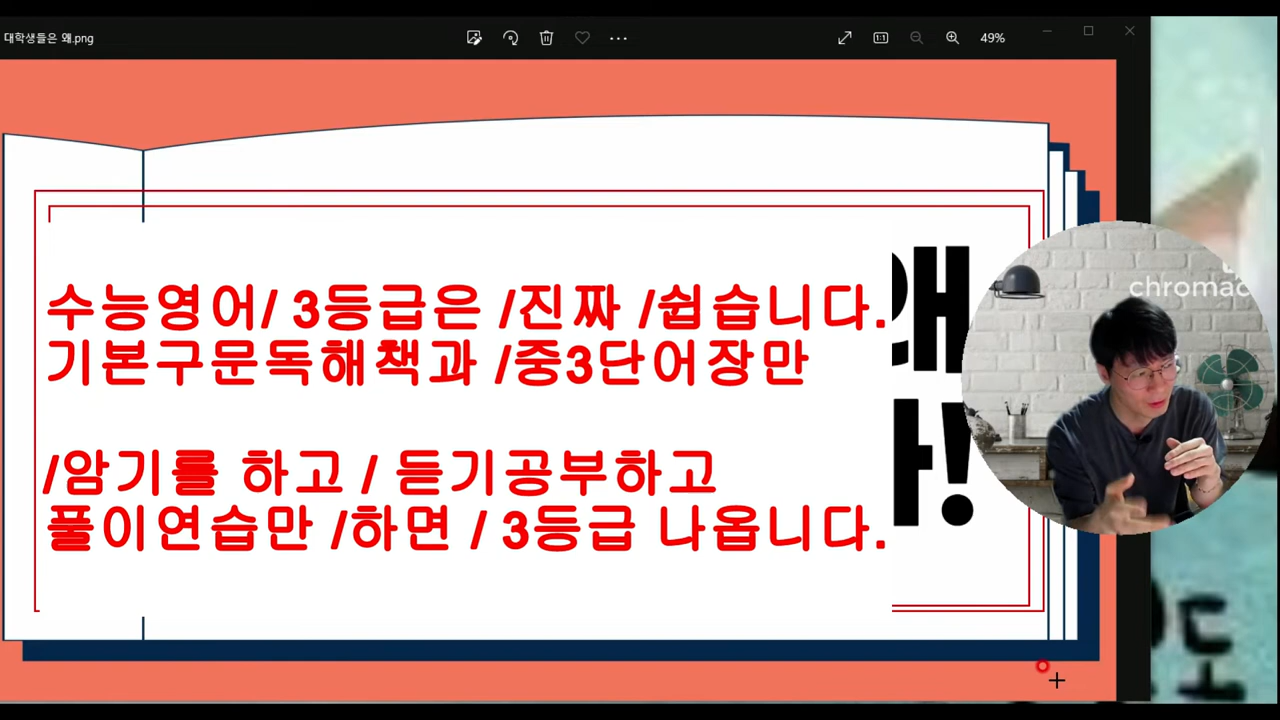 대학생들은 왜.png
49%
수능영어/ 3등급은 /진짜 /쉽습니다.
기본구문독해책과 /중3단어장만
/암기를 하고 / 듣기공부하고
풀이연습만 /하면 / 3등급 나옵니다.
왜
!
chromac